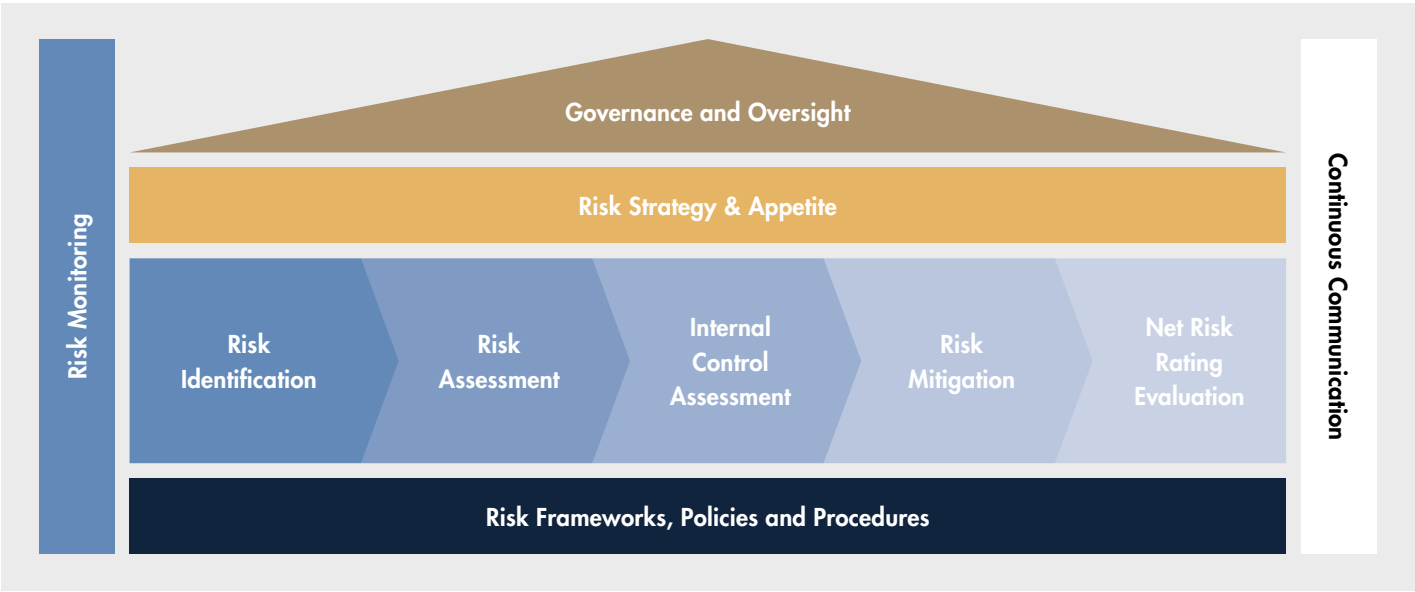 Governance and Oversight
Risk Strategy & Appetite
Risk Monitoring
Risk
Identification
Risk
Assessment
Internal
Control
Assessment
Risk
Mitigation
Net Risk
Rating
Evaluation
Continuous Communication
Risk Frameworks, Policies and Procedures